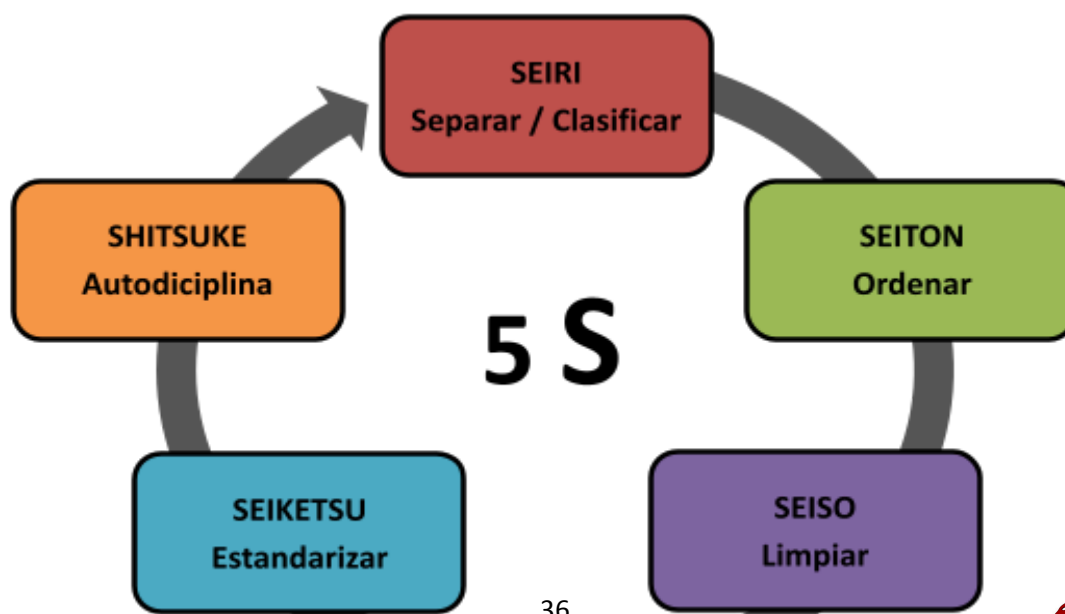 SEIRI
Separar / Clasificar
SEITON
Ordenar
SEISO
Limpiar
SEIKETSU
Estandarizar
SHITSUKE
Autodiciplina
5 S
36